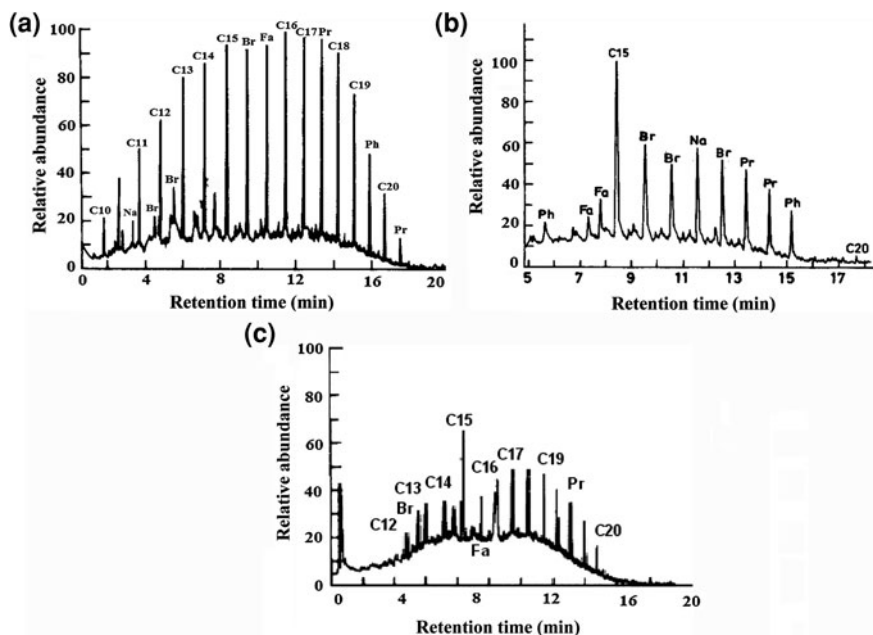 (a)
Relative abundance
100
80
60
40
20
0
C10
Na
C11
Br
C12
Br
C13
C14
C15
Br
Fa
C16
C17
Pr
C18
C19
Ph
C20
Pr
4
8
12
16
20
Retention time (min)
(b)
Relative abundance
100
80
60
40
20
0
Ph
Fa
Fa
C15
Br
Br
Na
Br
Pr
Pr
Ph
C20
5
7
9
11
13
15
17
Retention time (min)
(c)
Relative abundance
100
80
60
40
20
0
C12
Br
C13
C14
C15
Fa
C16
C17
C19
Pr
C20
0
4
8
12
16
20
Retention time (min)